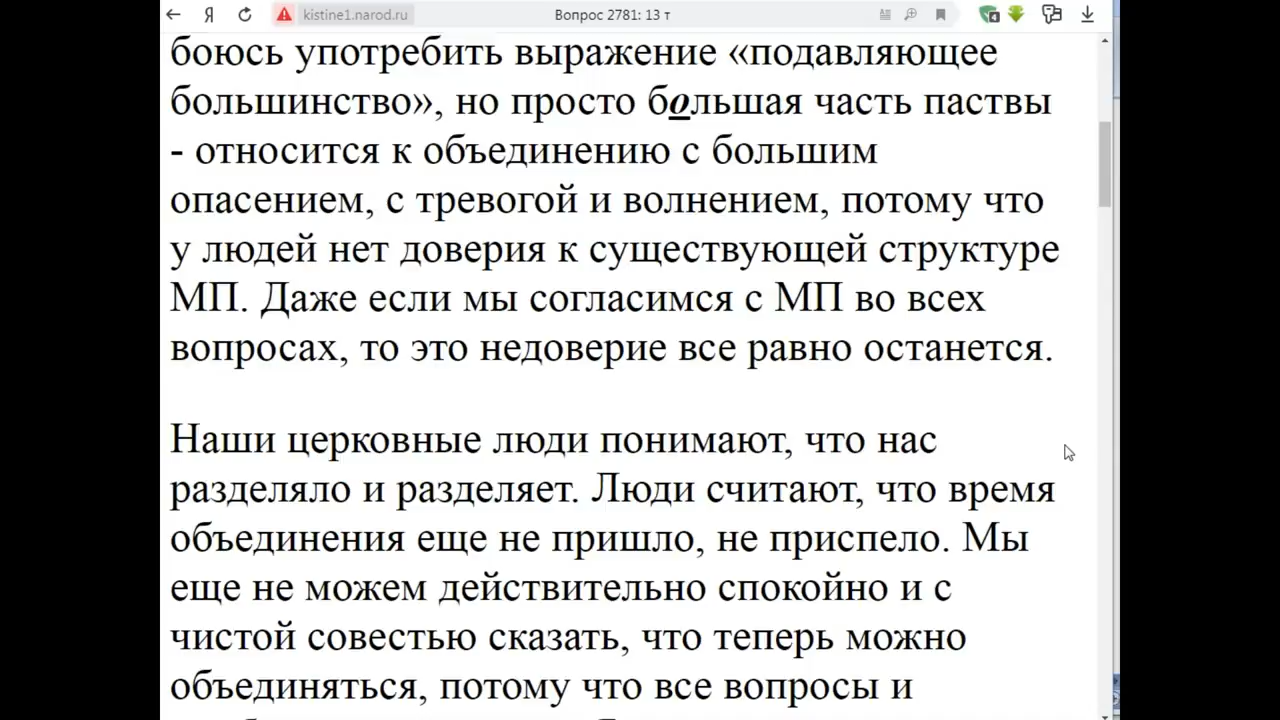 kistine1.narod.ru
Вопрос 2781: 13 т
4
боюсь употребить выражение «подавляющее
большинство», но просто большая часть паствы
- относится к объединению с большим
опасением, с тревогой и волнением, потому что
у людей нет доверия к существующей структуре
МП. Даже если мы согласимся с МП во всех
вопросах, то это недоверие все равно останется.
Наши церковные люди понимают, что нас
разделяло и разделяет. Люди считают, что время
объединения еще не пришло, не приспело. Мы
еще не можем действительно спокойно и с
чистой совестью сказать, что теперь можно
объединяться, потому что все вопросы и